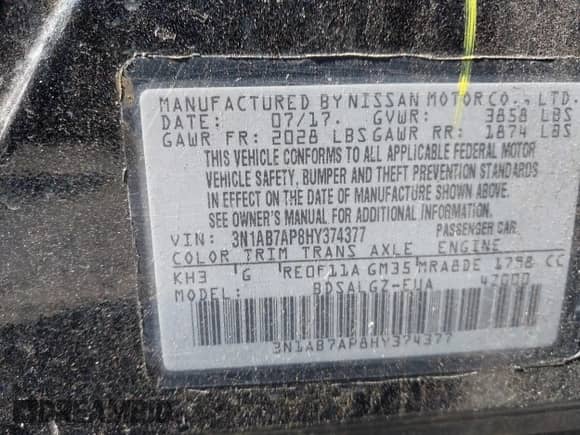 MANUFACTURED BY NISSAN MOTOR CO., LTD.
DATE: 07/17. GVWR: 3858 LBS
GAWR FR: 2028 LBS GAWR RR: 1874 LBS
THIS VEHICLE CONFORMS TO ALL APPLICABLE FEDERAL MOTOR
VEHICLE SAFETY, BUMPER AND THEFT PREVENTION STANDARDS
IN EFFECT ON THE DATE OF MANUFACTURE SHOWN ABOVE.
SEE OWNER'S MANUAL FOR ADDITIONAL INFORMATION.
VIN: 3N1AB7AP8HY374377 PASSENGER CAR
COLOR TRIM TRANS AXLE ENGINE
KH3 G RE0F11A GM35 MRA8DE 1798 CC
MODEL: BDSALGZ-EUA 42000
3N1AB7AP8HY374377
DREAMBID